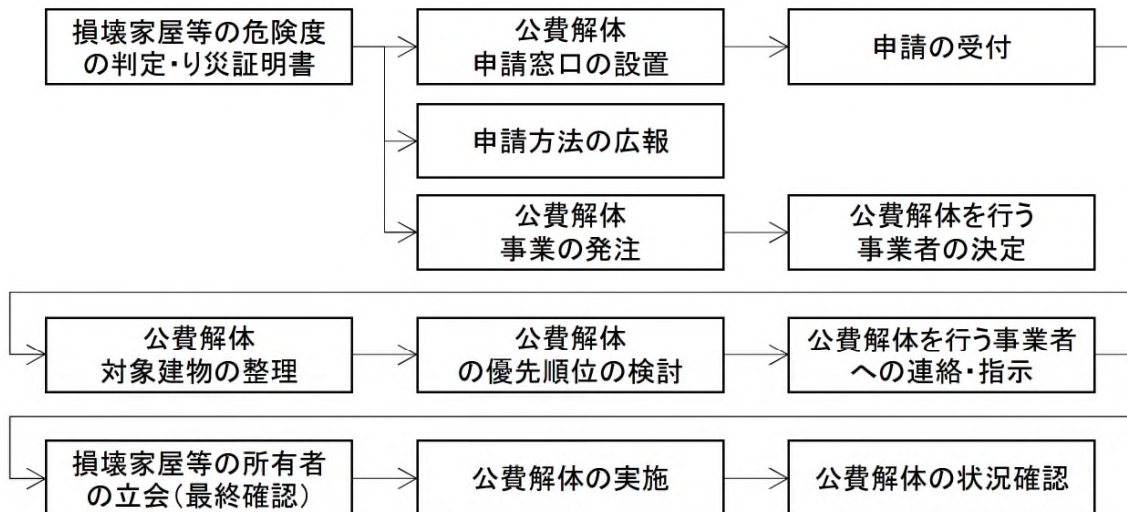 損壊家屋等の危険度
の判定・り災証明書
公費解体
申請窓口の設置
申請の受付
申請方法の広報
公費解体
事業の発注
公費解体を行う
事業者の決定
公費解体
対象建物の整理
公費解体
の優先順位の検討
公費解体を行う事業者
への連絡・指示
損壊家屋等の所有者
の立会(最終確認)
公費解体の実施
公費解体の状況確認